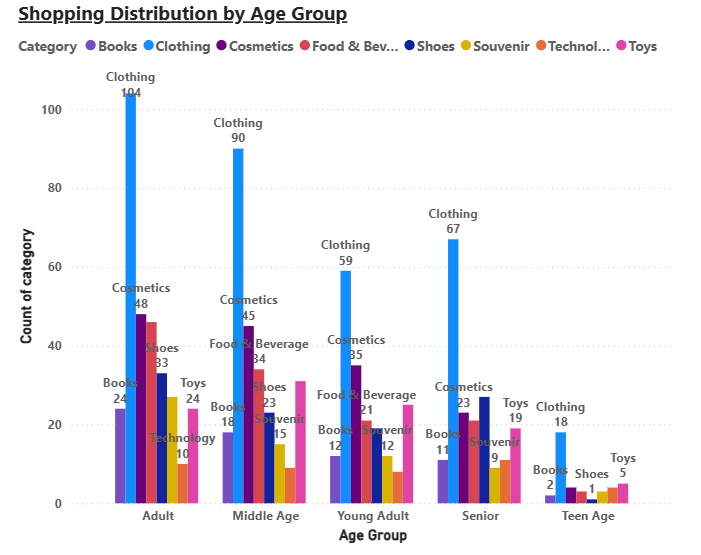 Shopping Distribution by Age Group
Category Books Clothing Cosmetics Food & Bev... Shoes Souvenir Technol... Toys
Count of category
100
80
60
40
20
0
Clothing
104
Cosmetics
48
Shoes
33
Books
24
Toys
24
Technology
10
Clothing
90
Cosmetics
45
Food & Beverage
34
Shoes
23
Books
18
Souvenir
15
Clothing
59
Cosmetics
35
Food & Beverage
21
Books
12
Souvenir
12
Clothing
67
Cosmetics
23
Toys
19
Books
11
Souvenir
9
Clothing
18
Books
2
Shoes
1
Toys
5
Adult Middle Age Young Adult Senior Teen Age
Age Group